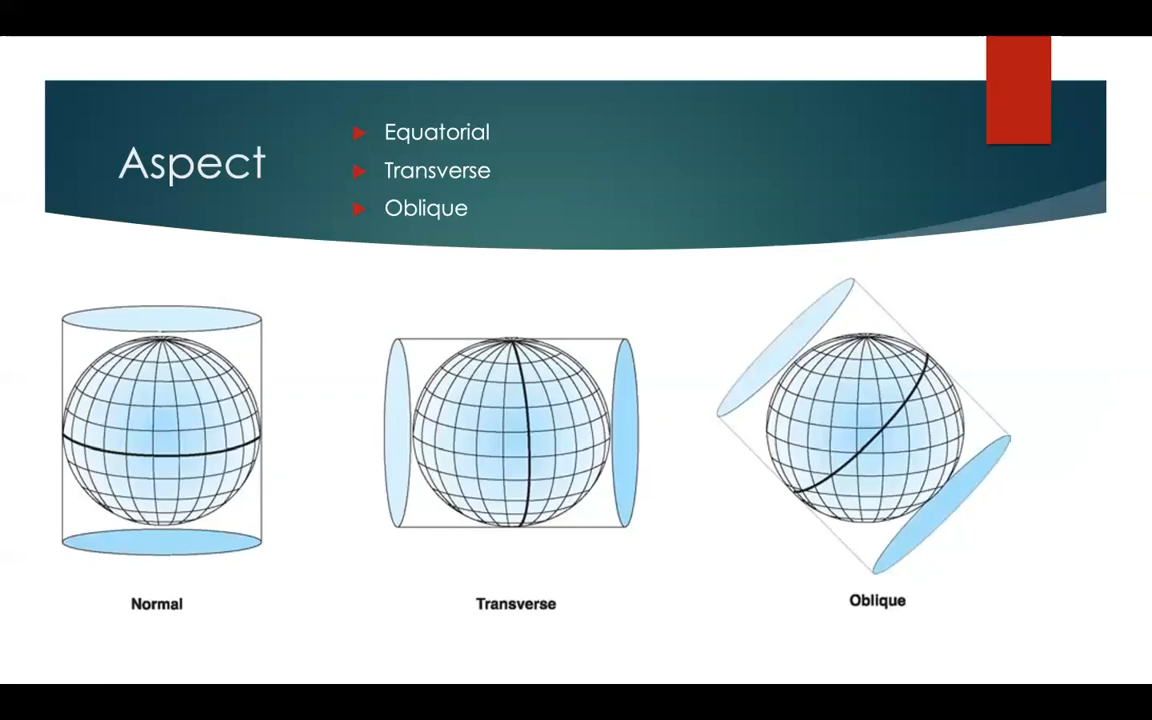 Aspect
Equatorial
Transverse
Oblique
Normal
Transverse
Oblique